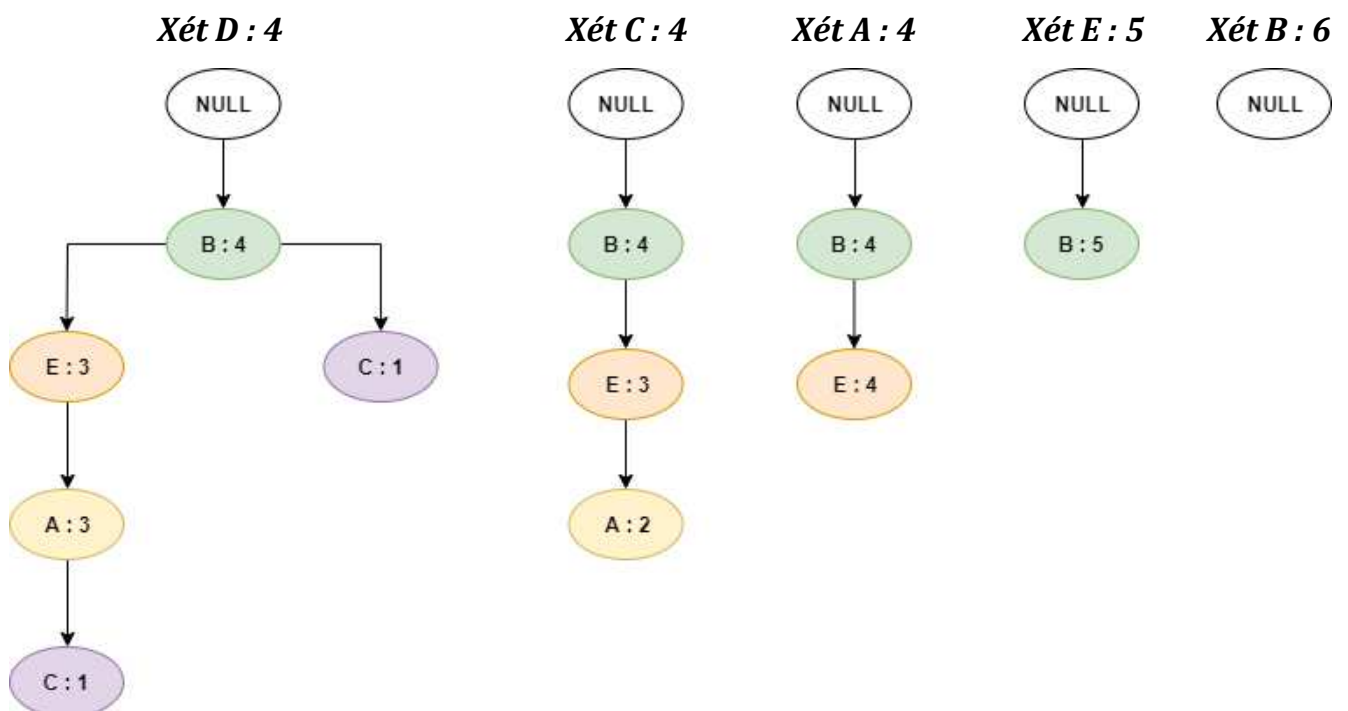 Xét D : 4 Xét C : 4 Xét A : 4 Xét E : 5 Xét B : 6
NULL NULL NULL NULL NULL
B : 4 B : 4 B : 4 B : 5
E : 3 C : 1 E : 3 E : 4
A : 3 A : 2
C : 1